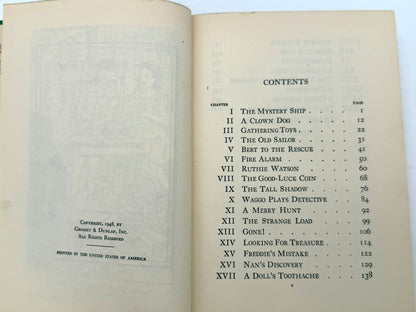 COPYRIGHT, 1948, BY
GROSSET & DUNLAP, INC.
ALL RIGHTS RESERVED
PRINTED IN THE UNITED STATES OF AMERICA
CONTENTS
CHAPTER PAGE
I THE MYSTERY SHIP . . . . 1
II A CLOWN DOG . . . . . 12
III GATHERING TOYS . . . . 22
IV THE OLD SAILOR . . . . 31
V BERT TO THE RESCUE . . . 41
VI FIRE ALARM . . . . . 50
VII RUTHIE WATSON . . . . 60
VIII THE GOOD-LUCK COIN . . . 68
IX THE TALL SHADOW . . . . 76
X WAGGO PLAYS DETECTIVE . . 84
XI A MERRY HUNT . . . . 92
XII THE STRANGE LOAD . . . 99
XIII GONE! . . . . . . 106
XIV LOOKING FOR TREASURE . . . 114
XV FREDDIE'S MISTAKE . . . . 122
XVI NAN'S DISCOVERY . . . . 129
XVII A DOLL'S TOOTHACHE . . . 138
v